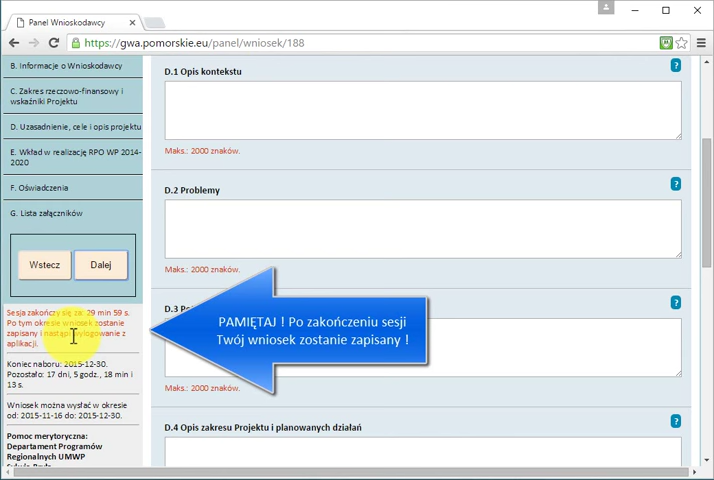 Panel Wnioskodawcy
https://gwa.pomorskie.eu/panel/wniosek/188
B. Informacje o Wnioskodawcy
C. Zakres rzeczowo-finansowy i
wskaźniki Projektu
D. Uzasadnienie, cele i opis projektu
E. Wkład w realizację RPO WP 2014-
2020
F. Oświadczenia
G. Lista załączników
Wstecz
Dalej
Sesja zakończy się za: 29 min 59 s.
Po tym okresie wniosek zostanie
zapisany i nastąpi wylogowanie z
aplikacji.
Koniec naboru: 2015-12-30.
Pozostało: 17 dni, 5 godz., 18 min i
13 s.
Wniosek można wysłać w okresie
od: 2015-11-16 do: 2015-12-30.
Pomoc merytoryczna:
Departament Programów
Regionalnych UMWP
D.1 Opis kontekstu
?
Maks.: 2000 znaków.
D.2 Problemy
?
Maks.: 2000 znaków.
D.3
?
PAMIĘTAJ ! Po zakończeniu sesji
Twój wniosek zostanie zapisany !
Maks.: 2000 znaków.
D.4 Opis zakresu Projektu i planowanych działań
?